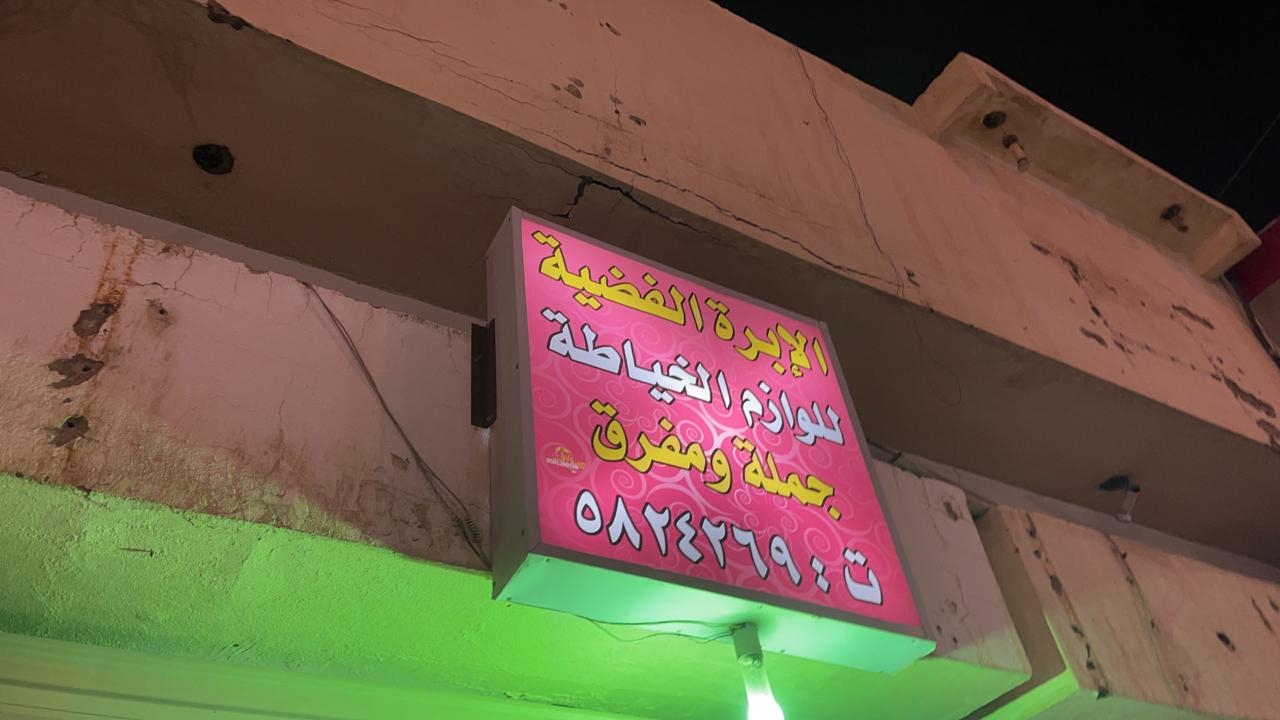 الإبرة الفضية
للوازم الخياطة
جملة ومفرق
ت : ٥٨٢٤٢٦٩